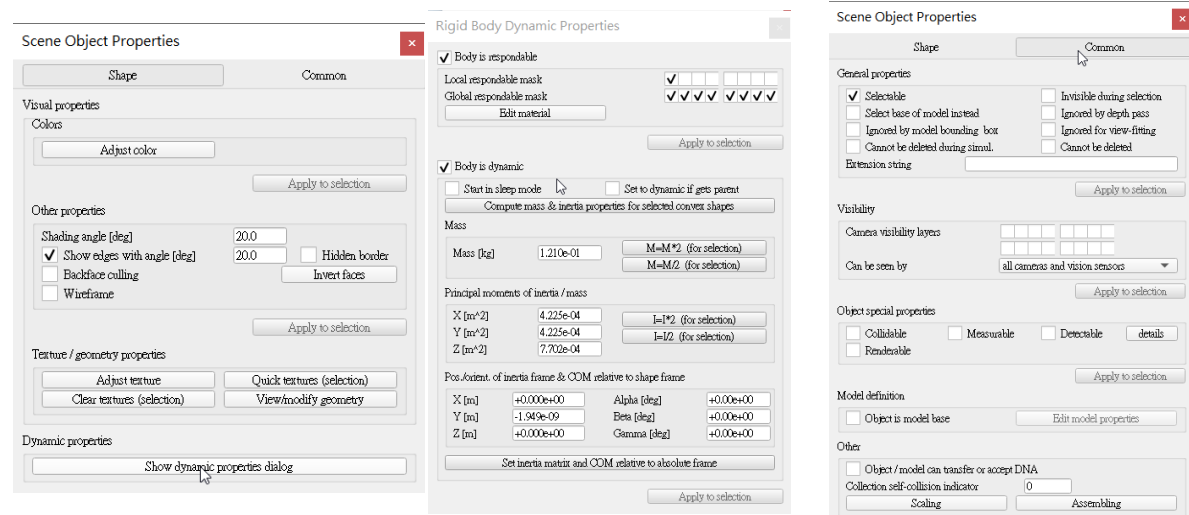 Scene Object Properties
Shape Common
Visual properties
Colors
Adjust color
Apply to selection
Other properties
Shading angle [deg] 20.0
Show edges with angle [deg] 20.0 Hidden border
Backface culling Invert faces
Wireframe
Apply to selection
Texture / geometry properties
Adjust texture Quick textures (selection)
Clear textures (selection) View/modify geometry
Dynamic properties
Show dynamic properties dialog
Rigid Body Dynamic Properties
Body is respondable
Local respondable mask
Global respondable mask
Edit material
Apply to selection
Body is dynamic
Start in sleep mode Set to dynamic if gets parent
Compute mass & inertia properties for selected convex shapes
Mass
Mass [kg] 1.210e-01 M=M*2 (for selection)
M=M/2 (for selection)
Principal moments of inertia / mass
X [m^2] 4.225e-04 I=I*2 (for selection)
Y [m^2] 4.225e-04 I=I/2 (for selection)
Z [m^2] 7.702e-04
Pos./orient. of inertia frame & COM relative to shape frame
X [m] +0.000e+00 Alpha [deg] +0.00e+00
Y [m] -1.949e-09 Beta [deg] +0.00e+00
Z [m] +0.000e+00 Gamma [deg] +0.00e+00
Set inertia matrix and COM relative to absolute frame
Apply to selection
Scene Object Properties
Shape Common
General properties
Selectable Invisible during selection
Select base of model instead Ignored by depth pass
Ignored by model bounding box Ignored for view-fitting
Cannot be deleted during simul. Cannot be deleted
Extension string
Apply to selection
Visibility
Camera visibility layers
Can be seen by all cameras and vision sensors
Apply to selection
Object special properties
Collidable Measurable Detectable details
Renderable
Apply to selection
Model definition
Object is model base Edit model properties
Other
Object / model can transfer or accept DNA
Collection self-collision indicator 0
Scaling Assembling